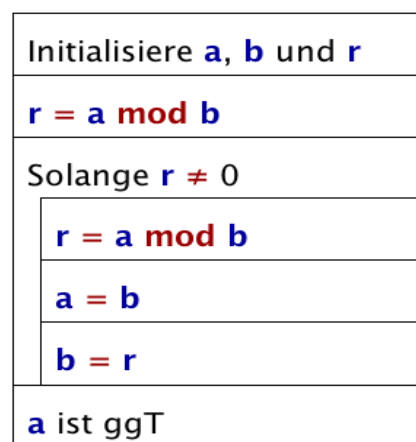 Initialisiere a, b und r
r = a mod b
Solange r ≠ 0
r = a mod b
a = b
b = r
a ist ggT